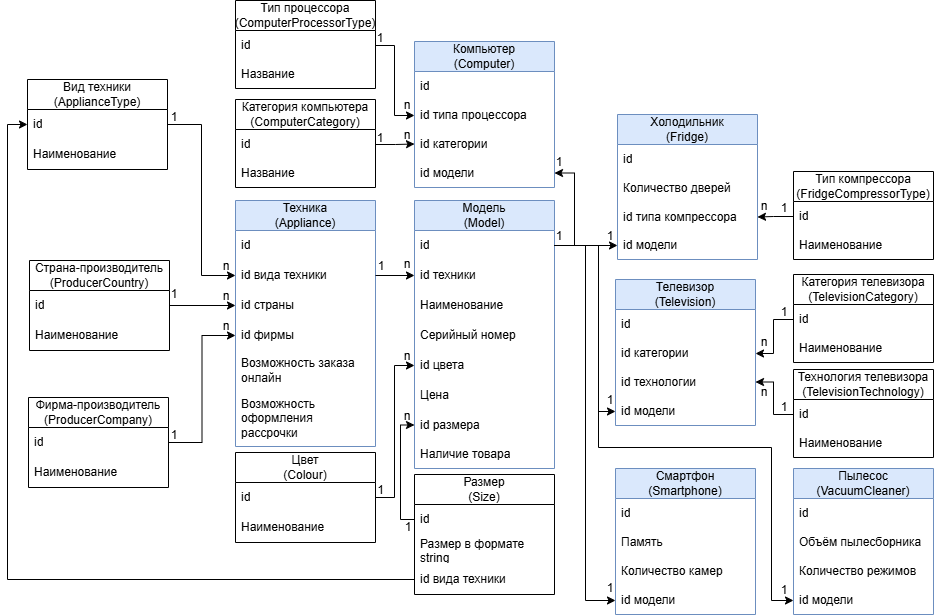 Тип процессора
(ComputerProcessorType)
id
Название
1
n
Категория компьютера
(ComputerCategory)
id
Название
1
n
Компьютер
(Computer)
id
id типа процессора
id категории
id модели
1
Вид техники
(ApplianceType)
id
Наименование
1
n
Страна-производитель
(ProducerCountry)
id
Наименование
1
n
Фирма-производитель
(ProducerCompany)
id
Наименование
1
n
Техника
(Appliance)
id
id вида техники
id страны
id фирмы
Возможность заказа
онлайн
Возможность
оформления
рассрочки
1
n
Цвет
(Colour)
id
Наименование
1
n
Модель
(Model)
id
id техники
Наименование
Серийный номер
id цвета
Цена
id размера
Наличие товара
1
n
Размер
(Size)
id
Размер в формате
string
id вида техники
1
Холодильник
(Fridge)
id
Количество дверей
id типа компрессора
id модели
1
n
Тип компрессора
(FridgeCompressorType)
id
Наименование
1
Телевизор
(Television)
id
id категории
id технологии
id модели
1
n
n
Категория телевизора
(TelevisionCategory)
id
Наименование
1
Технология телевизора
(TelevisionTechnology)
id
Наименование
1
Смартфон
(Smartphone)
id
Память
Количество камер
id модели
1
Пылесос
(VacuumCleaner)
id
Объём пылесборника
Количество режимов
id модели
1